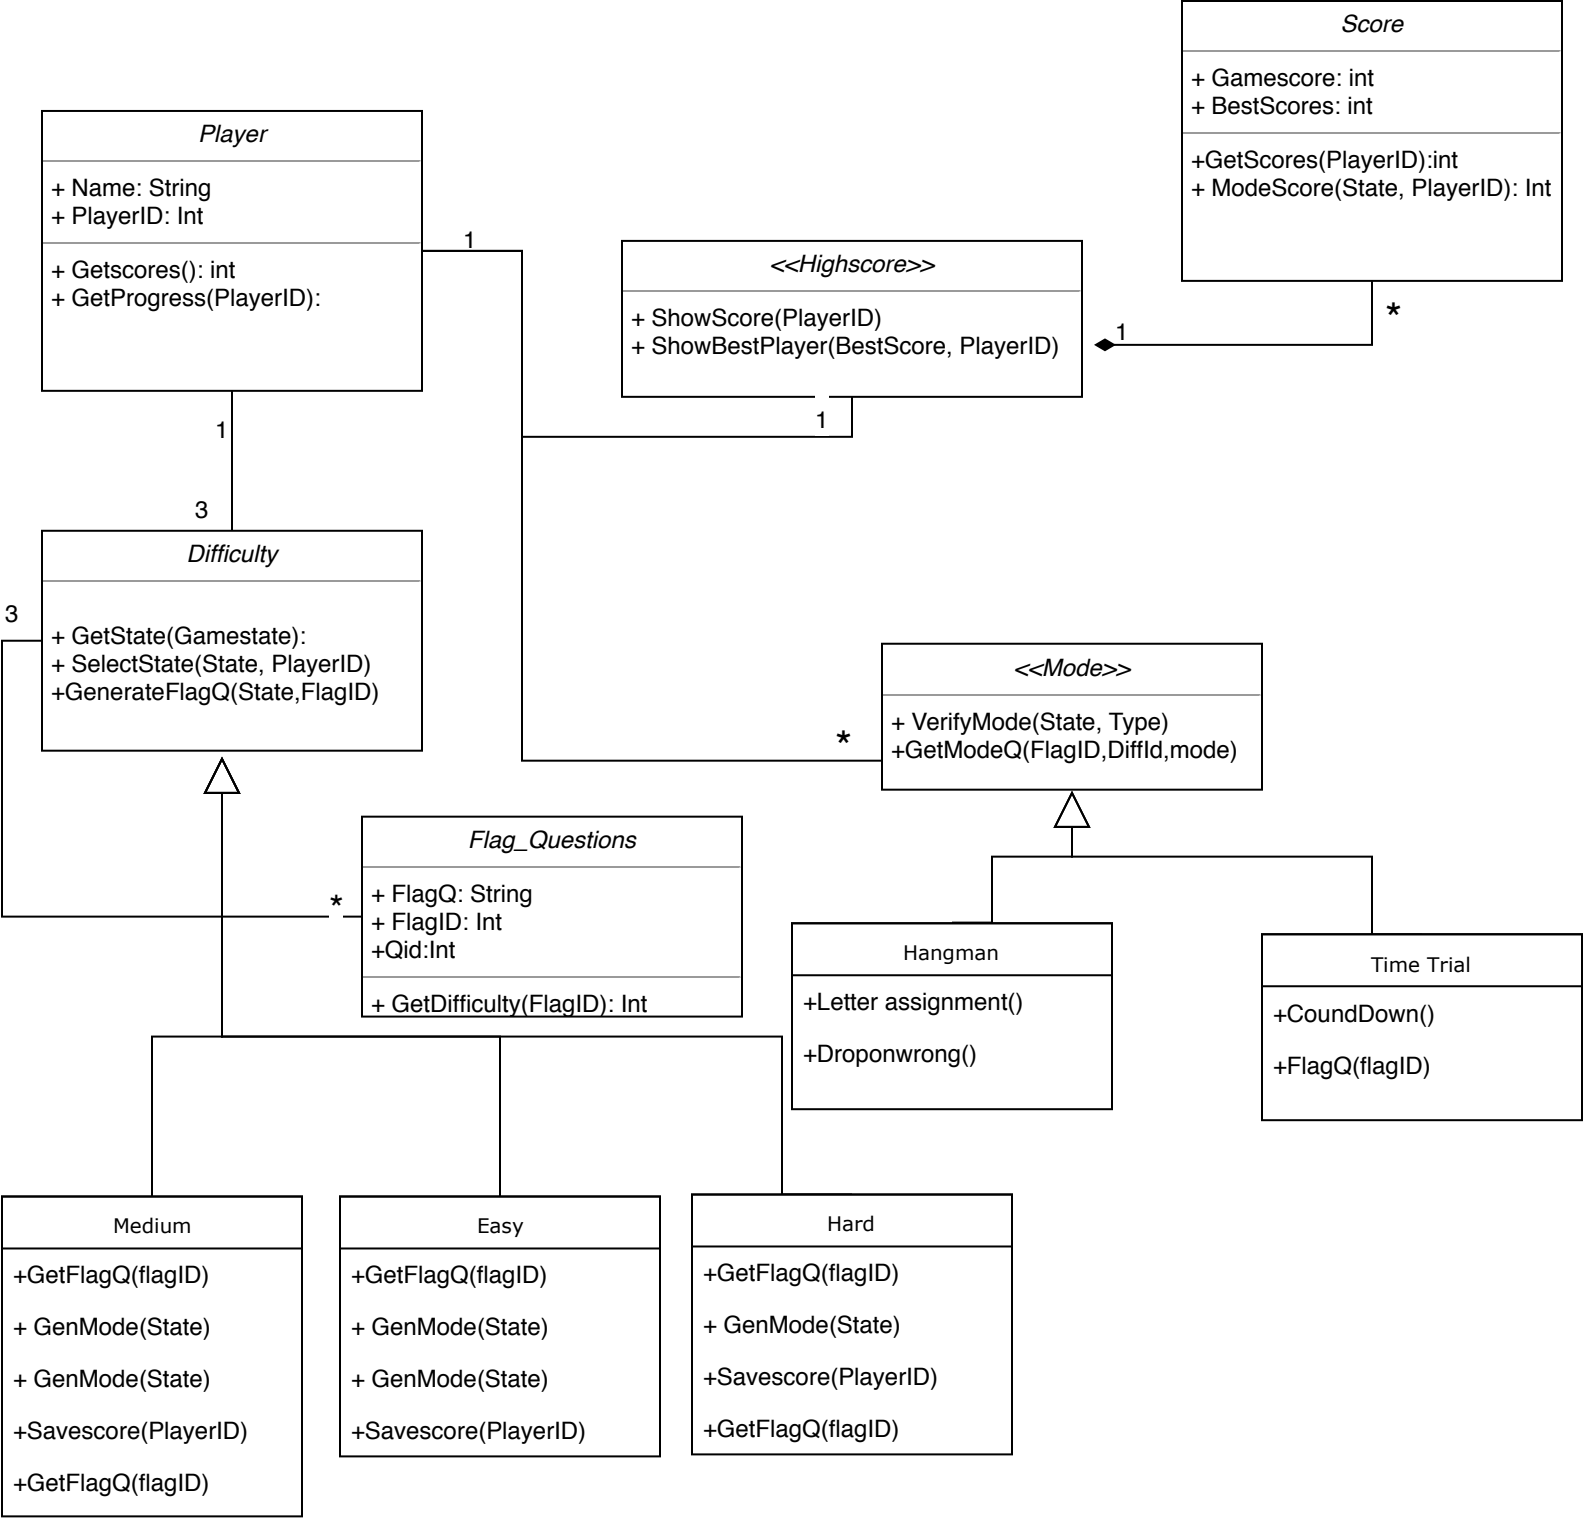 Score
+ Gamescore: int
+ BestScores: int
+GetScores(PlayerID):int
+ ModeScore(State, PlayerID): Int
*
1
Player
+ Name: String
+ PlayerID: Int
+ Getscores(): int
+ GetProgress(PlayerID):
1
<<Highscore>>
+ ShowScore(PlayerID)
+ ShowBestPlayer(BestScore, PlayerID)
1
1
3
Difficulty
+ GetState(Gamestate):
+ SelectState(State, PlayerID)
+GenerateFlagQ(State,FlagID)
3
<<Mode>>
+ VerifyMode(State, Type)
+GetModeQ(FlagID,DiffId,mode)
*
Flag_Questions
+ FlagQ: String
+ FlagID: Int
+Qid:Int
+ GetDifficulty(FlagID): Int
*
Hangman
+Letter assignment()
+Droponwrong()
Time Trial
+CoundDown()
+FlagQ(flagID)
Medium
+GetFlagQ(flagID)
+ GenMode(State)
+ GenMode(State)
+Savescore(PlayerID)
+GetFlagQ(flagID)
Easy
+GetFlagQ(flagID)
+ GenMode(State)
+ GenMode(State)
+Savescore(PlayerID)
Hard
+GetFlagQ(flagID)
+ GenMode(State)
+Savescore(PlayerID)
+GetFlagQ(flagID)